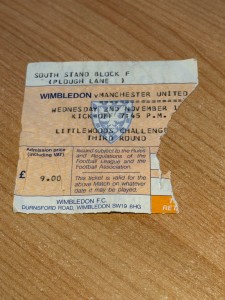 SOUTH STAND BLOCK F
(PLOUGH LANE )
WIMBLEDON v MANCHESTER UNITED
WEDNESDAY 2ND NOVEMBER 1
KICKOFF 7:45 P.M.
LITTLEWOODS CHALLENGE
THIRD ROUND
Admission price
(including VAT)
£ 9.00
Issued subject to the Rules
and Regulations of the
Football League and the
Football Association.
This ticket is valid for the
above Match on whatever
date it may be played.
WIMBLEDON F.C.
DURNSFORD ROAD, WIMBLEDON SW19 8HG
RET